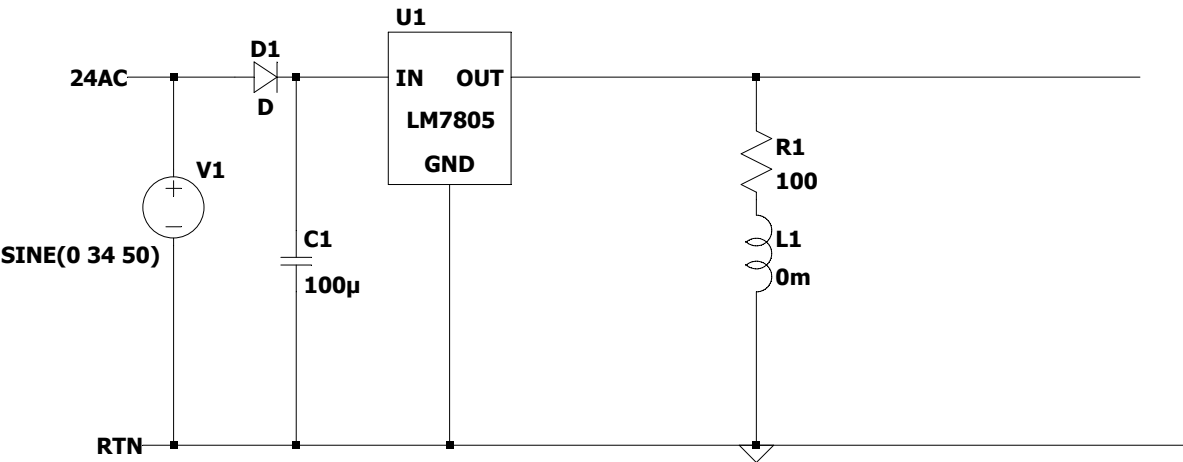 U1
D1
24AC
IN OUT
D
LM7805
R1
GND
V1
100
C1
L1
SINE(0 34 50)
0m
100µ
RTN